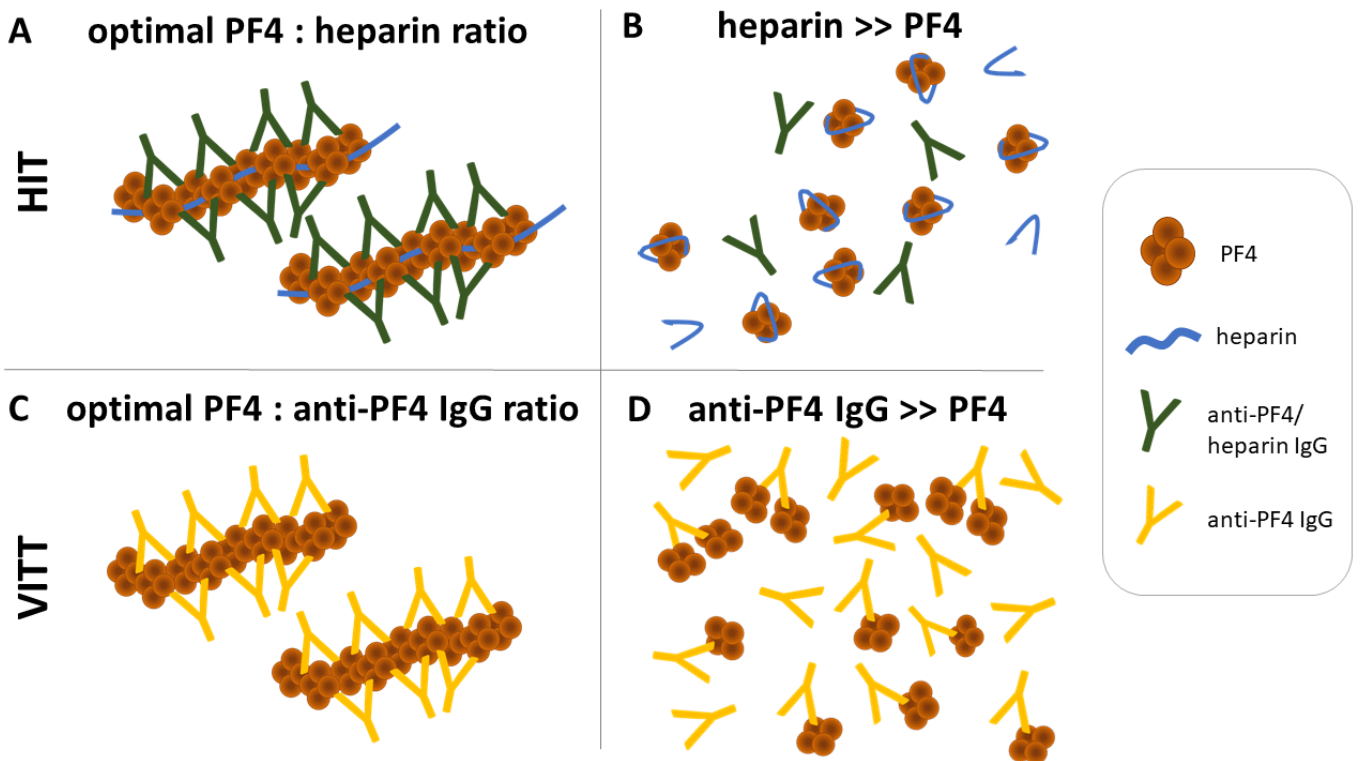 A optimal PF4 : heparin ratio
B heparin >> PF4
HIT
C optimal PF4 : anti-PF4 IgG ratio
D anti-PF4 IgG >> PF4
VITT
PF4
heparin
anti-PF4/
heparin IgG
anti-PF4 IgG